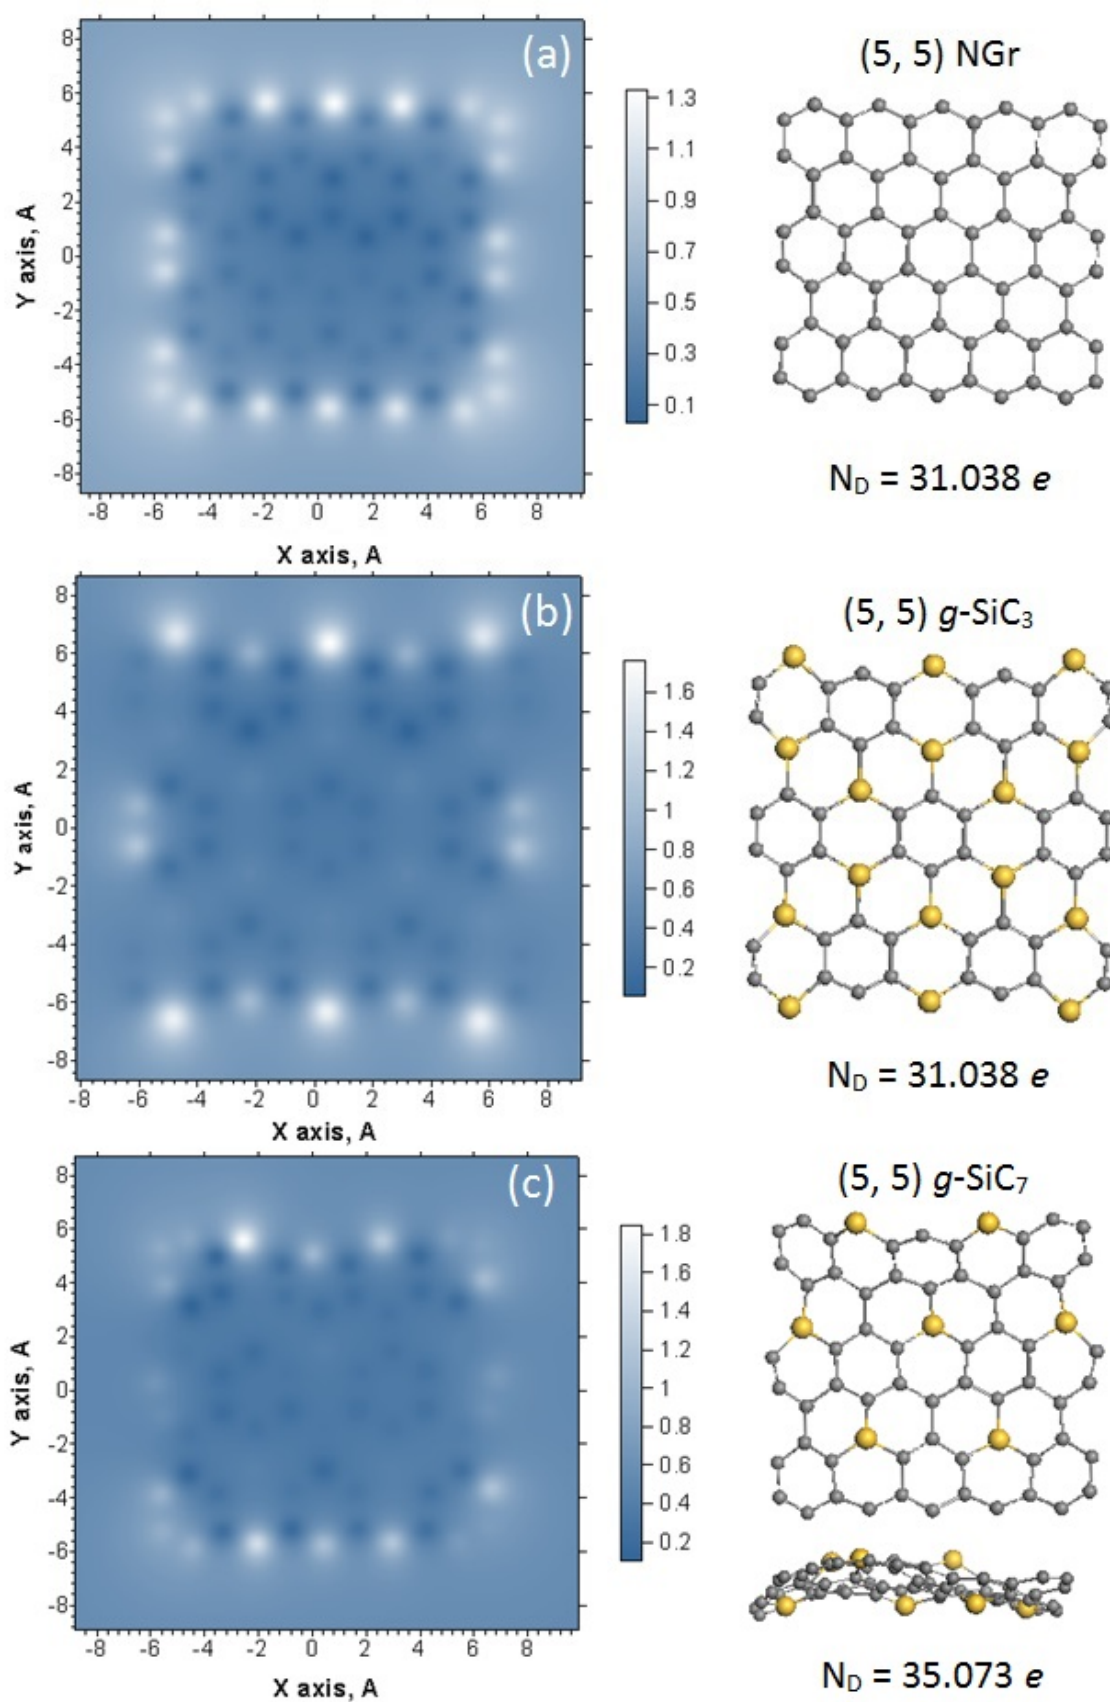 (a)
(5, 5) NGr
8
6
4
2
0
-2
-4
-6
-8
Y axis, A
-8 -6 -4 -2 0 2 4 6 8
X axis, A
1.3
1.1
0.9
0.7
0.5
0.3
0.1
N_D = 31.038 e
(b)
(5, 5) g-SiC₃
8
6
4
2
0
-2
-4
-6
-8
Y axis, A
-8 -6 -4 -2 0 2 4 6 8
X axis, A
1.6
1.4
1.2
1
0.8
0.6
0.4
0.2
N_D = 31.038 e
(c)
(5, 5) g-SiC₇
8
6
4
2
0
-2
-4
-6
-8
Y axis, A
-8 -6 -4 -2 0 2 4 6 8
X axis, A
1.8
1.6
1.4
1.2
1
0.8
0.6
0.4
0.2
N_D = 35.073 e